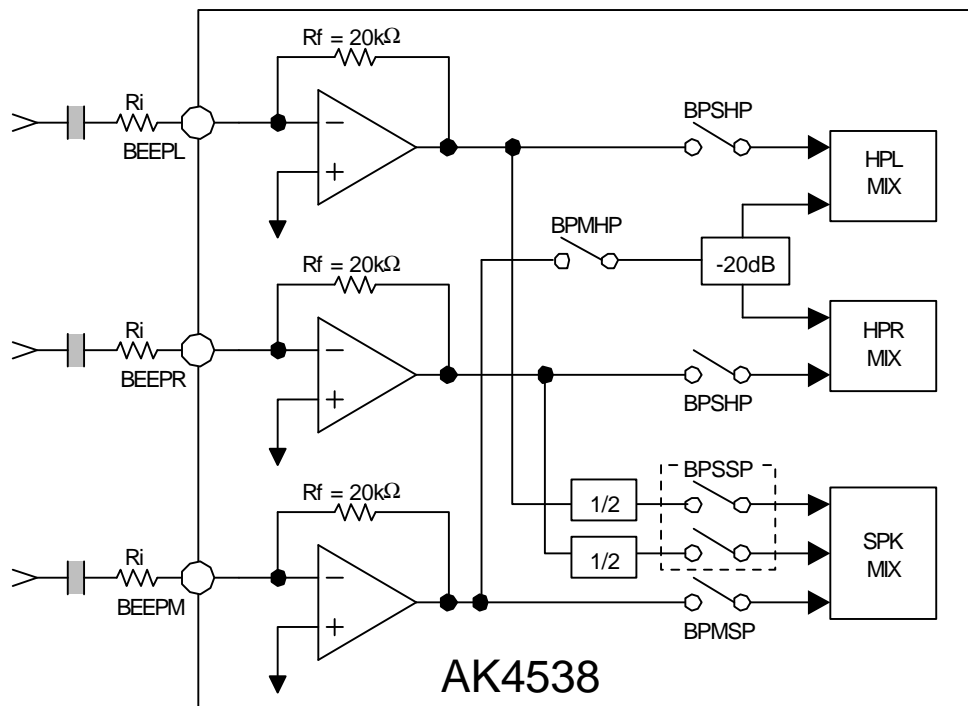 Rf = 20kΩ
Ri
BEEPL
BPSHP
HPL
MIX
BPMHP
-20dB
Rf = 20kΩ
Ri
BEEPR
HPR
MIX
BPSHP
Rf = 20kΩ
BPSSP
1/2
1/2
SPK
MIX
Ri
BEEPM
BPMSP
AK4538